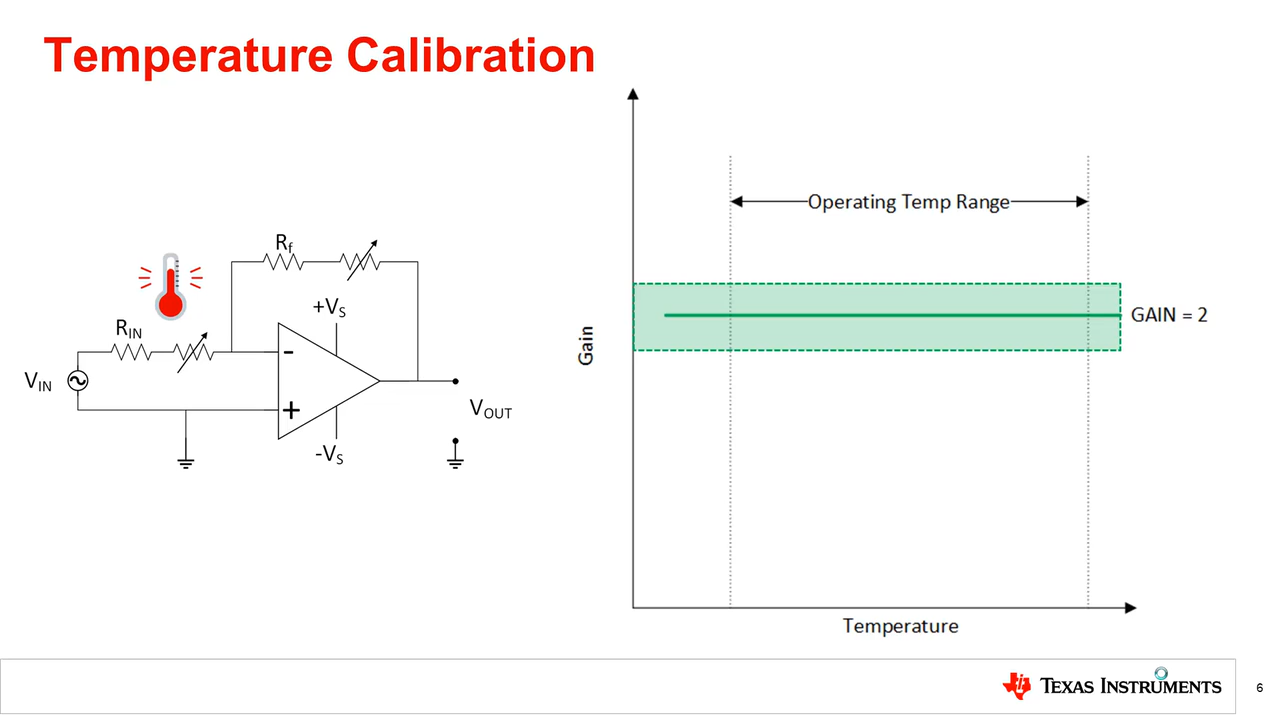 Temperature Calibration
Rf
+VS
RIN
VIN
-
+
VOUT
-VS
Operating Temp Range
Gain
GAIN = 2
Temperature
TEXAS INSTRUMENTS
6